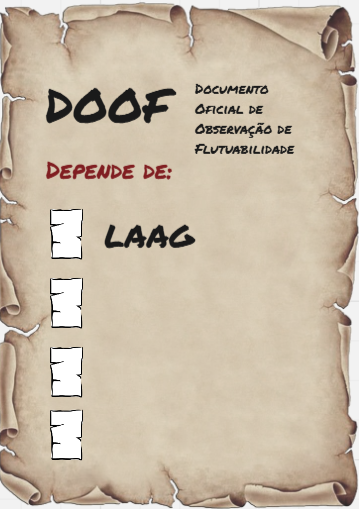 DOOF
Documento
Oficial de
Observação de
Flutuabilidade
Depende de:
LAAG